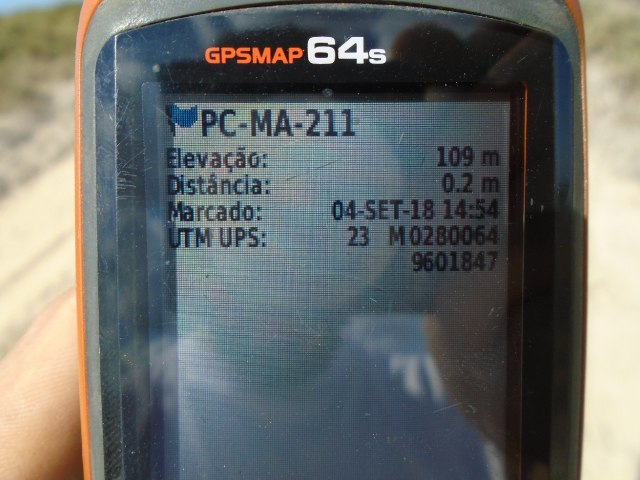 GPSMAP 64s
PC-MA-211
Elevação: 109 m
Distância: 0.2 m
Marcado: 04-SET-18 14:54
UTM UPS: 23 M 0280064
9601847